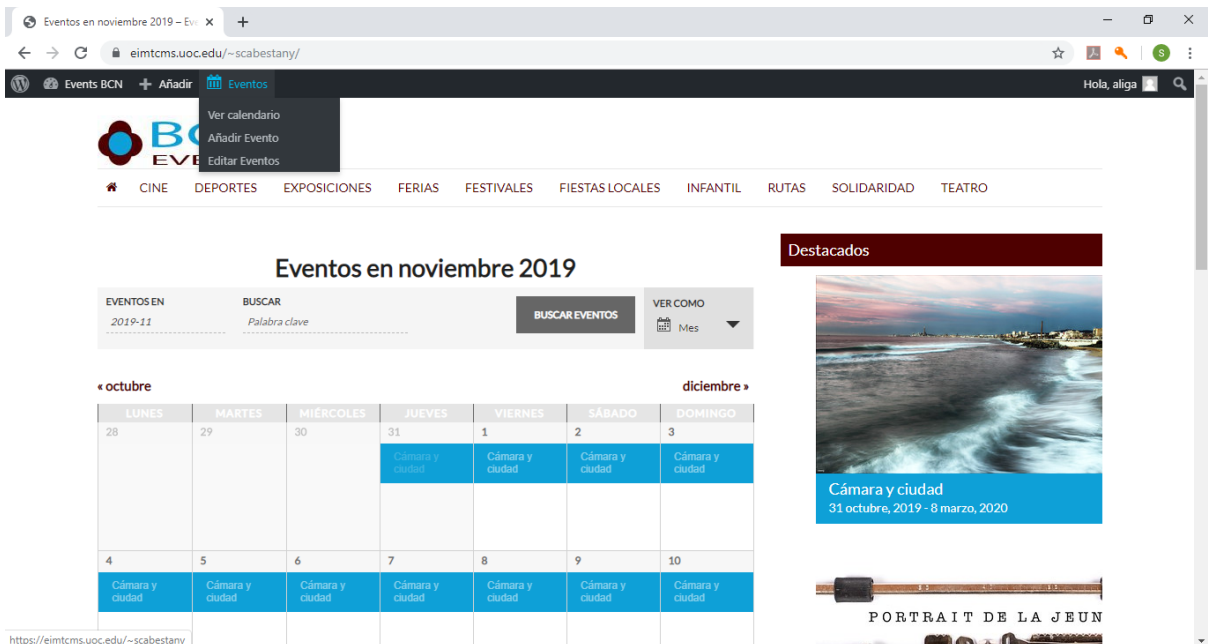 Eventos en noviembre 2019 – Eve
eimtcms.uoc.edu/~scabestany/
S
Events BCN Añadir Eventos
Hola, aliga
Ver calendario
Añadir Evento
Editar Eventos
CINE DEPORTES EXPOSICIONES FERIAS FESTIVALES FIESTAS LOCALES INFANTIL RUTAS SOLIDARIDAD TEATRO
Eventos en noviembre 2019
EVENTOS EN BUSCAR
2019-11 Palabra clave
BUSCAR EVENTOS
VER COMO
Mes
« octubre diciembre »
LUNES MARTES MIÉRCOLES JUEVES VIERNES SÁBADO DOMINGO
28 29 30 31 1 2 3
Cámara y Cámara y Cámara y Cámara y
ciudad ciudad ciudad ciudad
4 5 6 7 8 9 10
Cámara y Cámara y Cámara y Cámara y Cámara y Cámara y Cámara y
ciudad ciudad ciudad ciudad ciudad ciudad ciudad
Destacados
Cámara y ciudad
31 octubre, 2019 - 8 marzo, 2020
PORTRAIT DE LA JEUN
https://eimtcms.uoc.edu/~scabestany